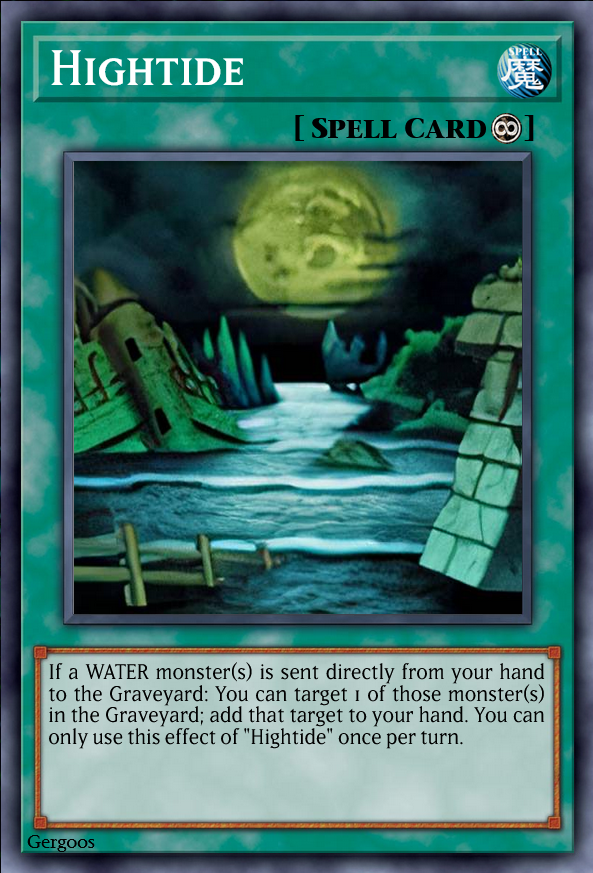 Hightide
SPELL
魔
[ Spell Card ]
If a WATER monster(s) is sent directly from your hand
to the Graveyard: You can target 1 of those monster(s)
in the Graveyard; add that target to your hand. You can
only use this effect of "Hightide" once per turn.
Gergoos